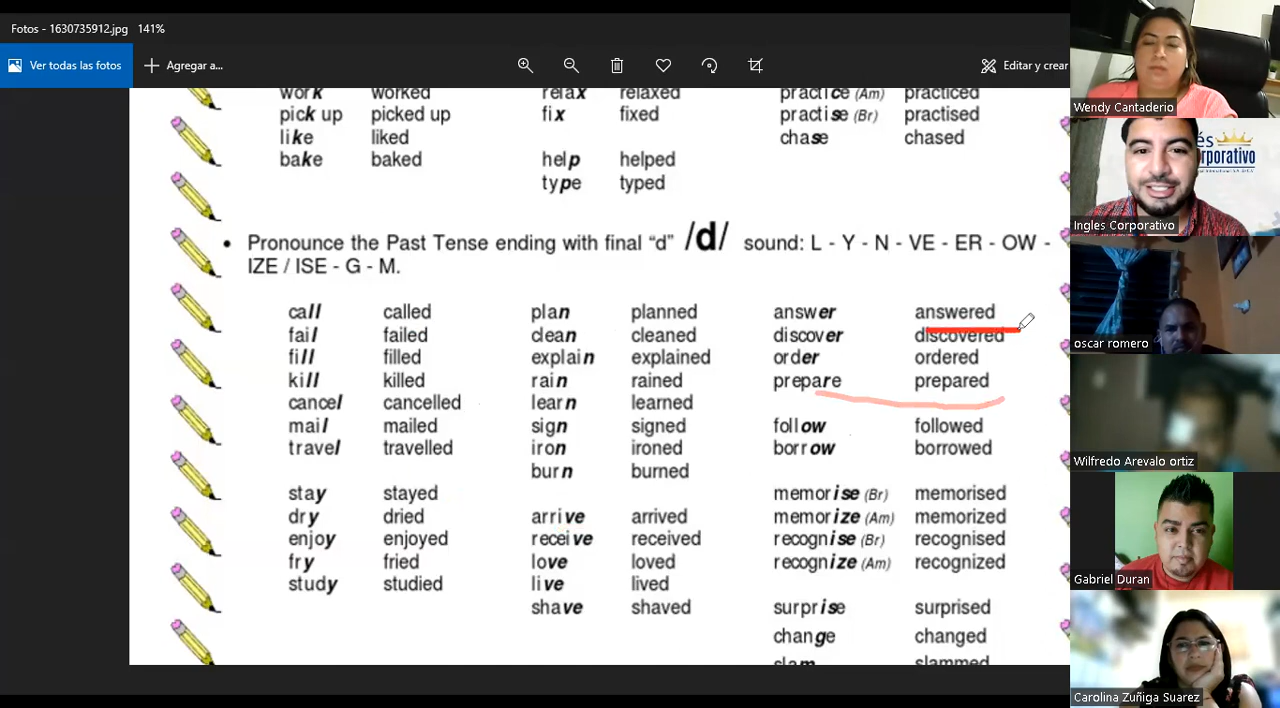 Fotos - 1630735912.jpg 141%
Ver todas las fotos Agregar a... Editar y crear
work worked relax relaxed practice (Am) practiced
pick up picked up fix fixed practise (Br) practised
like liked chase chased
bake baked help helped
type typed
• Pronounce the Past Tense ending with final “d” /d/ sound: L - Y - N - VE - ER - OW -
IZE / ISE - G - M.
call called plan planned answer answered
fail failed clean cleaned discover discovered
fill filled explain explained order ordered
kill killed rain rained prepare prepared
cancel cancelled learn learned
mail mailed sign signed follow followed
travel travelled iron ironed borrow borrowed
burn burned
stay stayed memorise (Br) memorised
dry dried arrive arrived memorize (Am) memorized
enjoy enjoyed receive received recognise (Br) recognised
fry fried love loved recognize (Am) recognized
study studied live lived
shave shaved surprise surprised
change changed
slam slammed
Wendy Cantaderio
és
orporativo
Ingles Corporativo
oscar romero
Wilfredo Arevalo ortiz
Gabriel Duran
Carolina Zuñiga Suarez